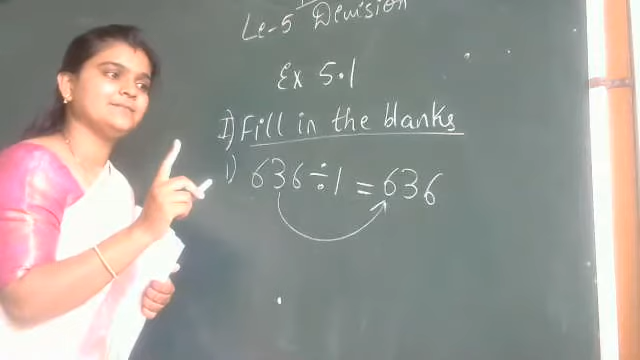 Le-5 Division
Ex 5.1
I) Fill in the blanks
1) 636 ÷ 1 = 636